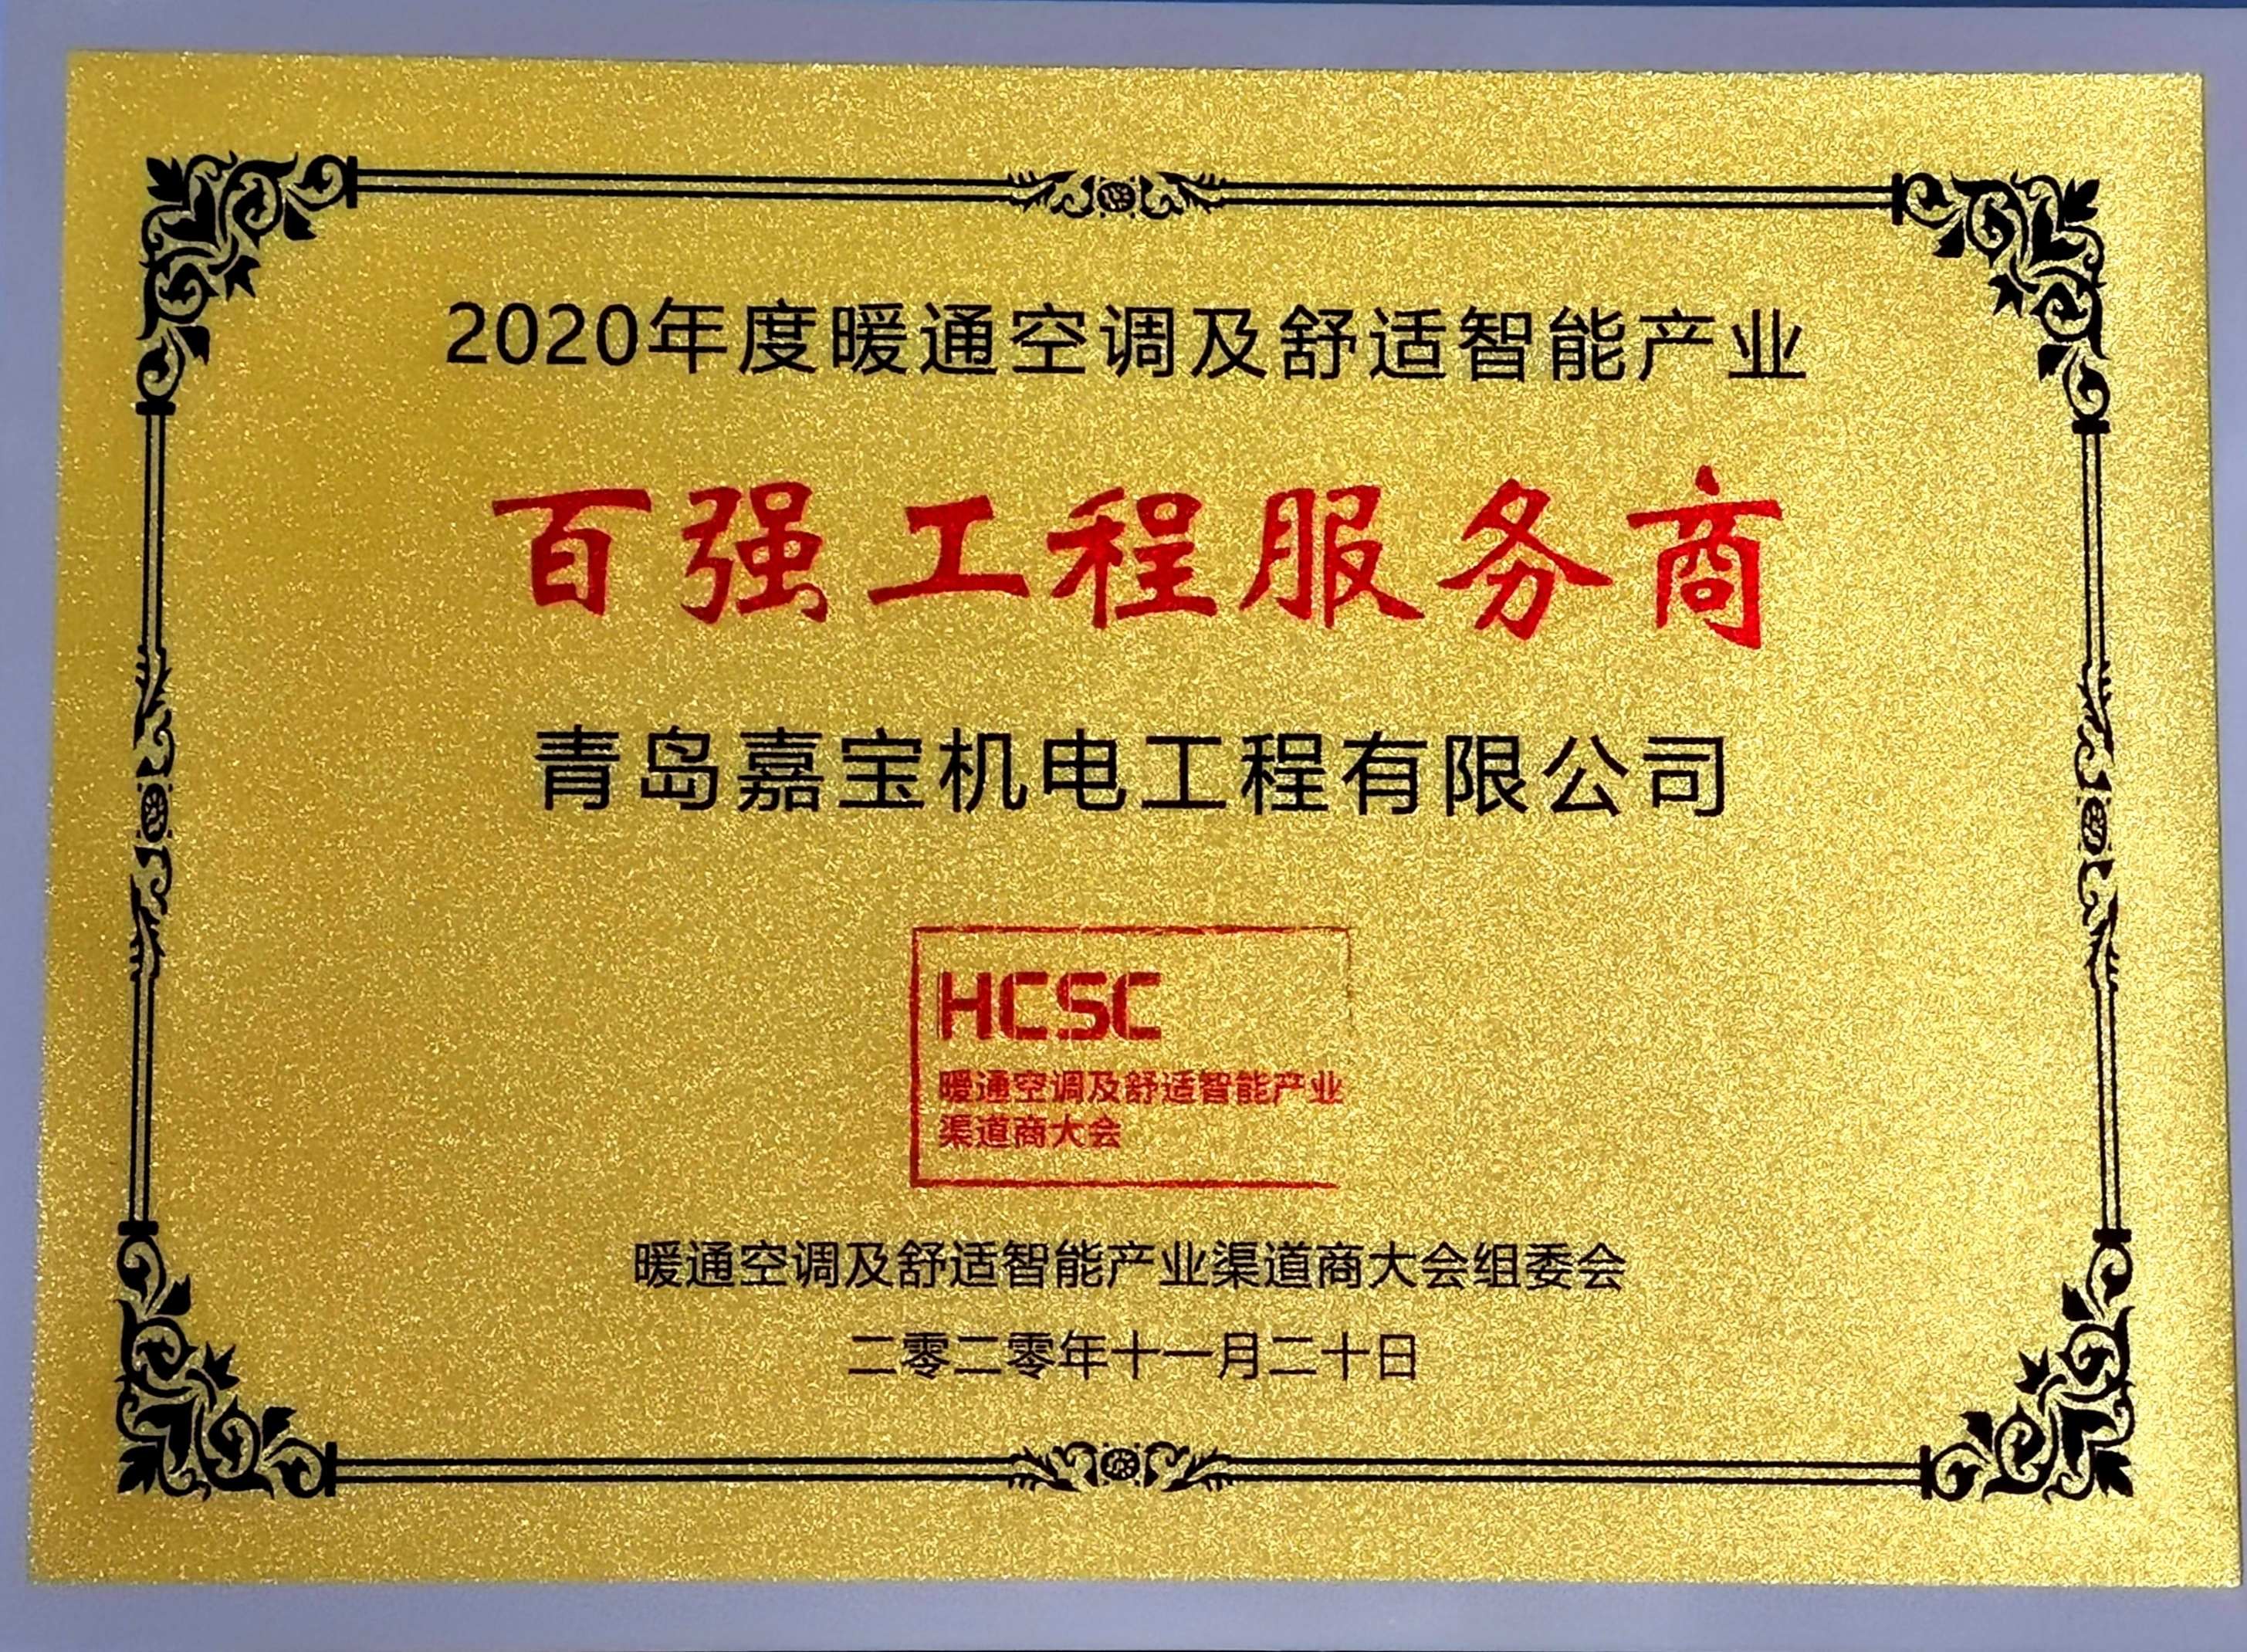 2020年度暖通空调及舒适智能产业
百强工程服务商
青岛嘉宝机电工程有限公司
HCSC
暖通空调及舒适智能产业
渠道商大会
暖通空调及舒适智能产业渠道商大会组委会
二零二零年十一月二十日